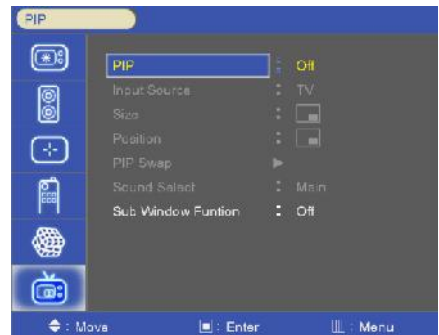 PIP
PIP : Off
Input Source : TV
Size :
Position :
PIP Swap
Sound Select : Main
Sub Window Funtion : Off
: Move : Enter : Menu